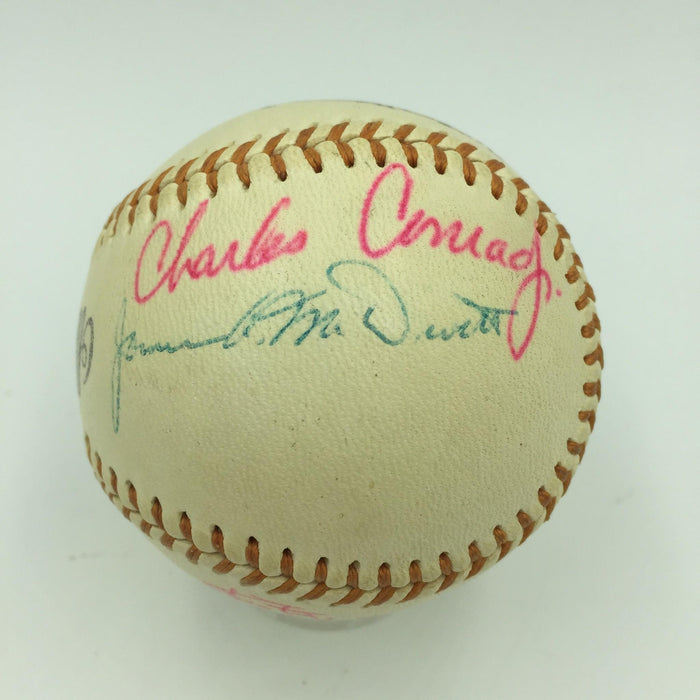 Charles Conrad Jr.
James A. McDivitt